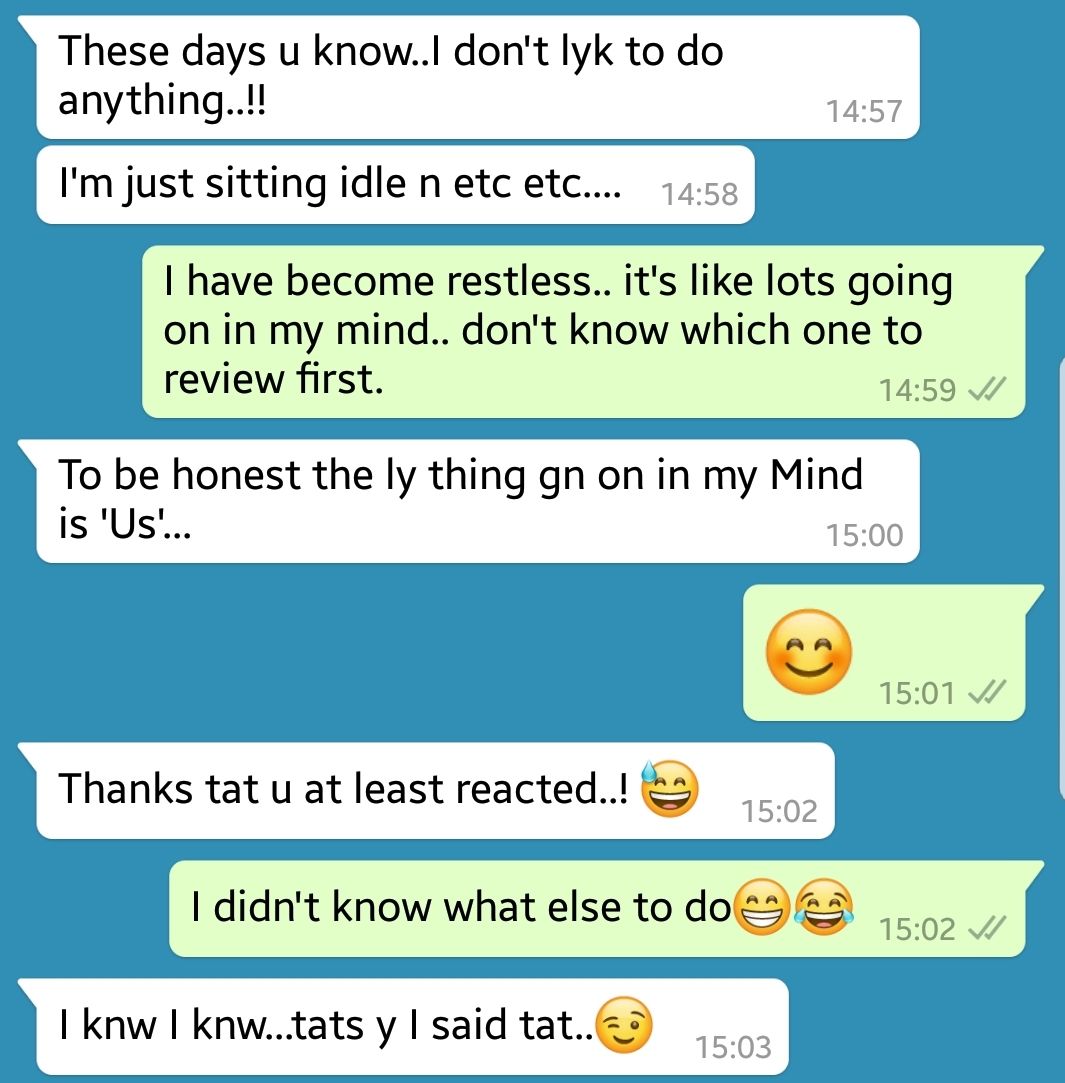 These days u know..I don't lyk to do
anything..!!
14:57
I'm just sitting idle n etc etc....
14:58
I have become restless.. it's like lots going
on in my mind.. don't know which one to
review first.
14:59
To be honest the ly thing gn on in my Mind
is 'Us'...
15:00
😊
15:01
Thanks tat u at least reacted..!😅
15:02
I didn't know what else to do😁😂
15:02
I knw I knw...tats y I said tat..😉
15:03